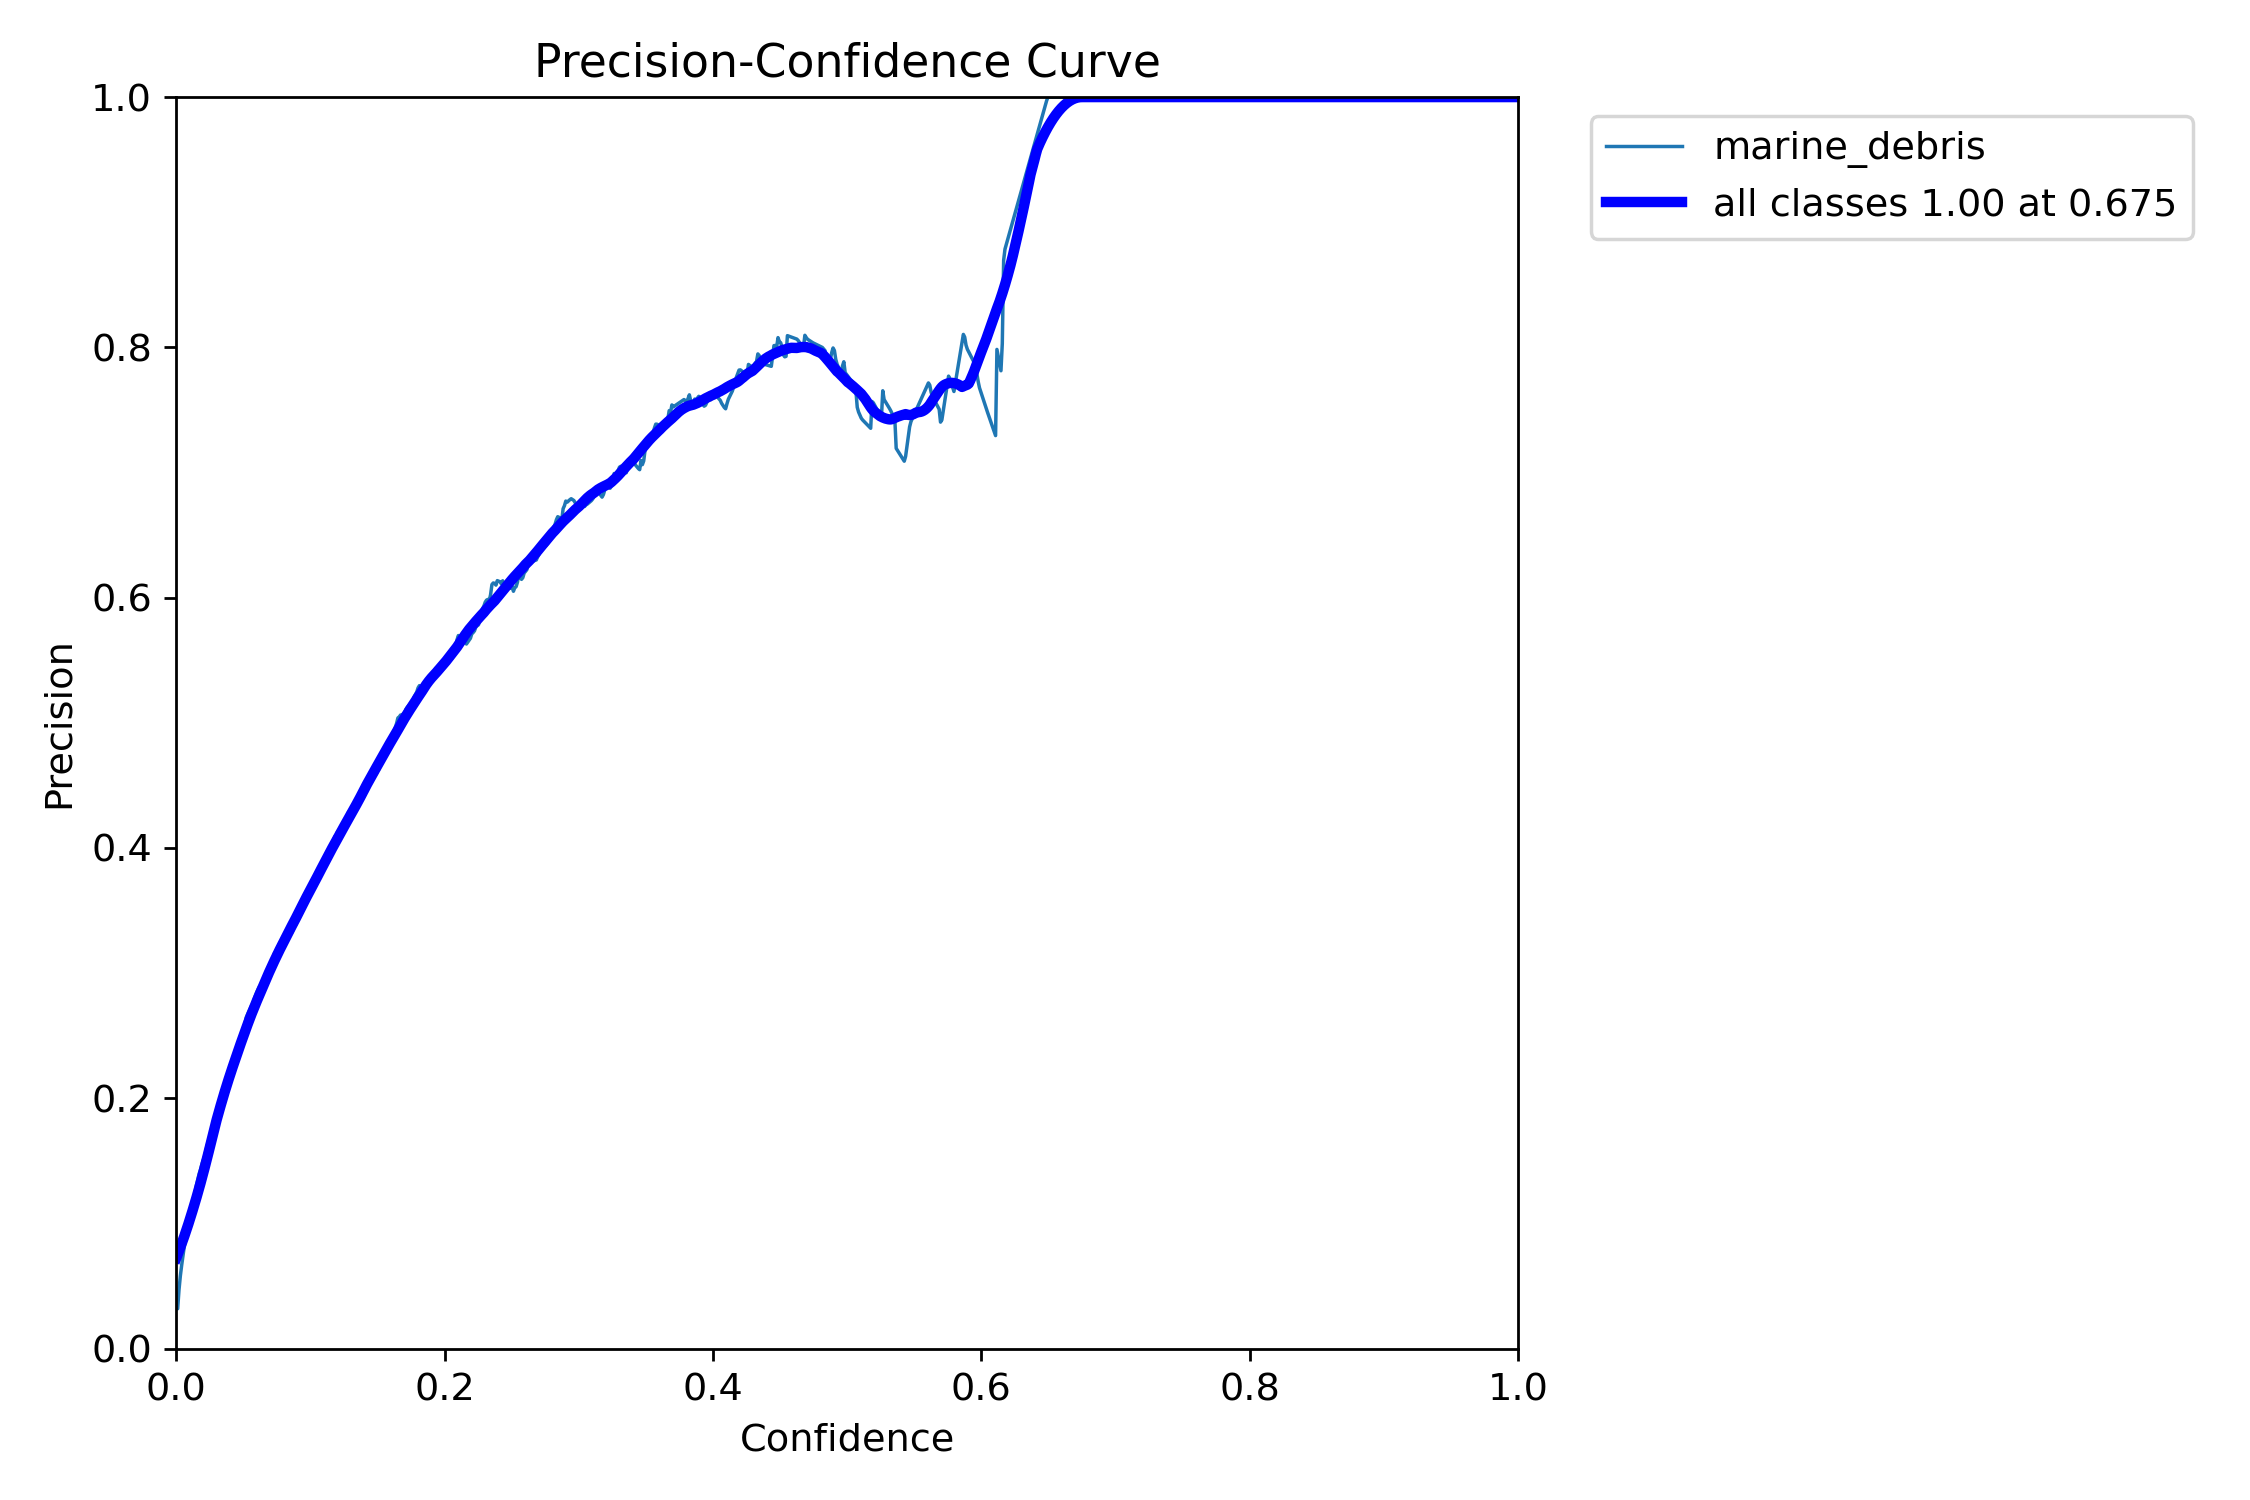 Precision-Confidence Curve
1.0
0.8
0.6
0.4
0.2
0.0
Precision
0.0 0.2 0.4 0.6 0.8 1.0
Confidence
marine_debris
all classes 1.00 at 0.675